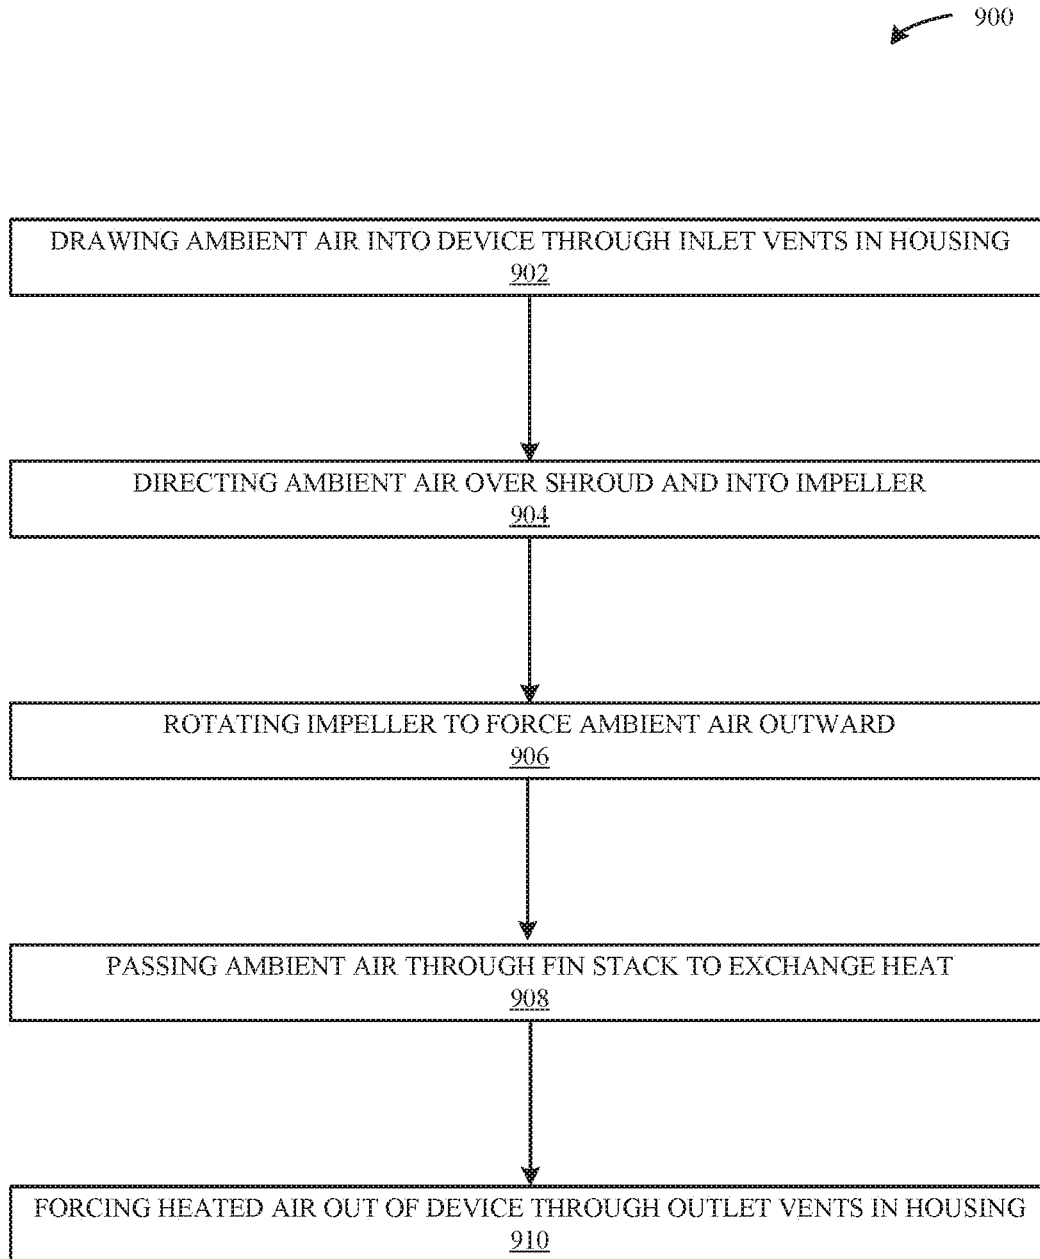 900
DRAWING AMBIENT AIR INTO DEVICE THROUGH INLET VENTS IN HOUSING
902
DIRECTING AMBIENT AIR OVER SHROUD AND INTO IMPELLER
904
ROTATING IMPELLER TO FORCE AMBIENT AIR OUTWARD
906
PASSING AMBIENT AIR THROUGH FIN STACK TO EXCHANGE HEAT
908
FORCING HEATED AIR OUT OF DEVICE THROUGH OUTLET VENTS IN HOUSING
910